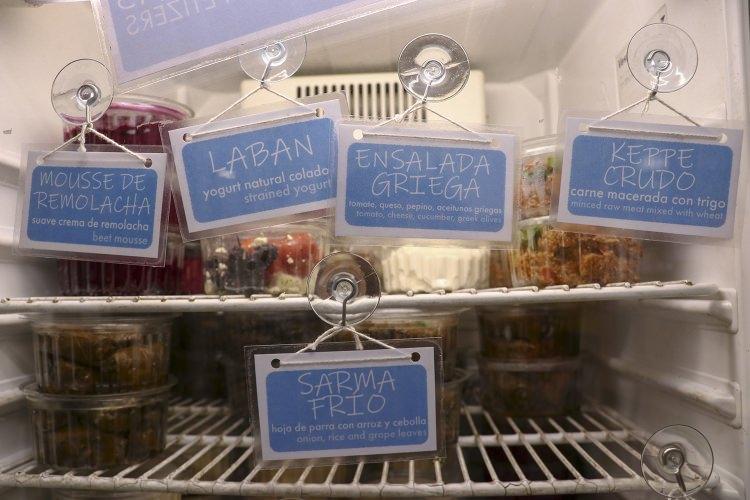 MOUSSE DE
REMOLACHA
suave crema de remolacha
beet mousse
LABAN
yogurt natural colado
strained yogurt
ENSALADA
GRIEGA
tomate, queso, pepino, aceitunos griegas
tomato, cheese, cucumber, greek olives
KEPPE
CRUDO
carne macerada con trigo
minced raw meat mixed with wheat
SARMA
FRIO
hoja de parra con arroz y cebolla
onion, rice and grape leaves